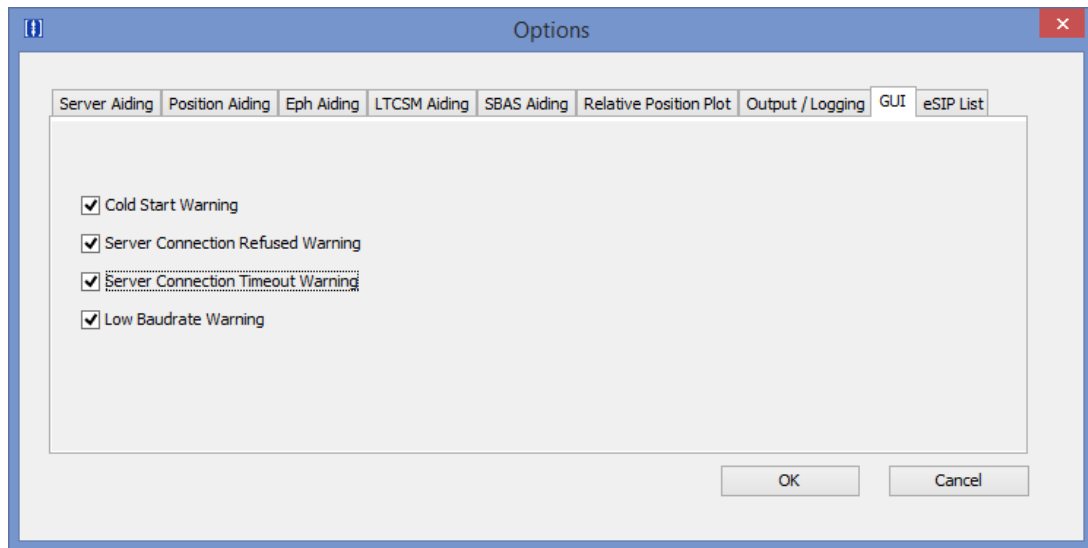 Options
Server Aiding Position Aiding Eph Aiding LTCSM Aiding SBAS Aiding Relative Position Plot Output / Logging GUI eSIP List
Cold Start Warning
Server Connection Refused Warning
Server Connection Timeout Warning
Low Baudrate Warning
OK Cancel